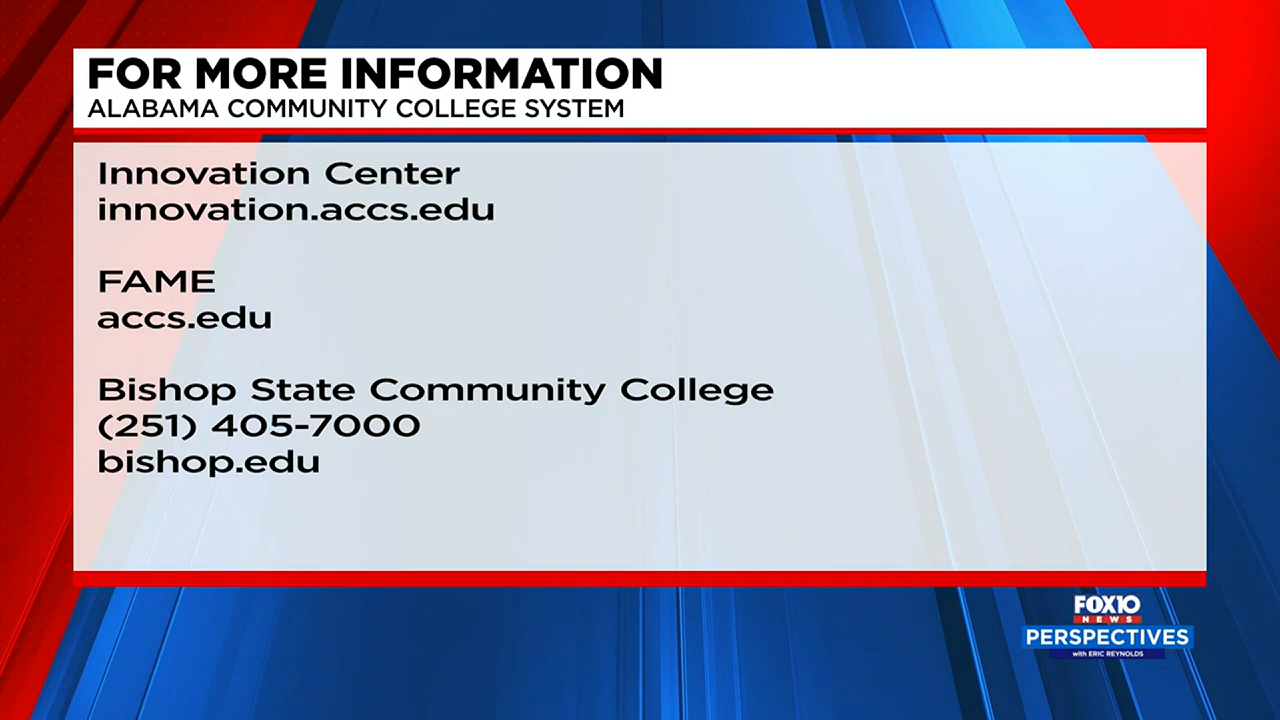 FOR MORE INFORMATION
ALABAMA COMMUNITY COLLEGE SYSTEM
Innovation Center
innovation.accs.edu
FAME
accs.edu
Bishop State Community College
(251) 405-7000
bishop.edu
FOX10
NEWS
PERSPECTIVES
with ERIC REYNOLDS